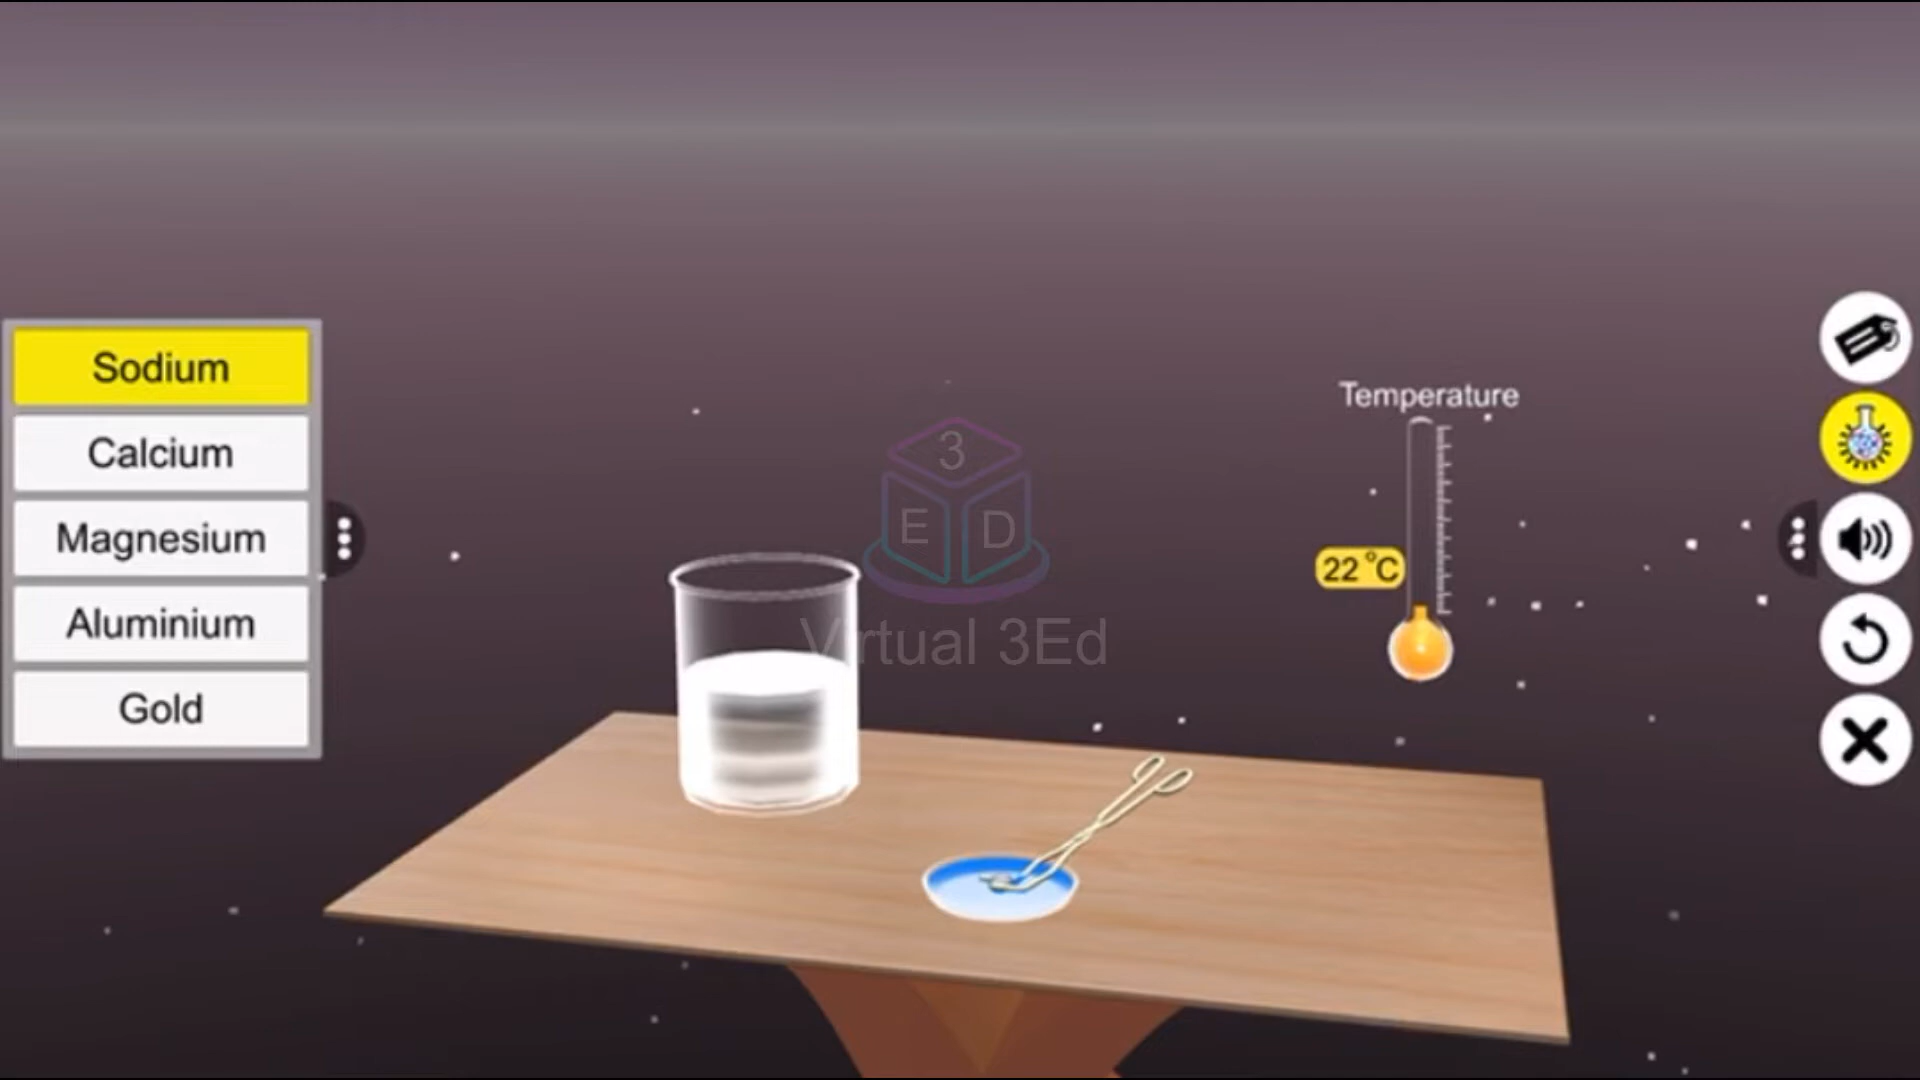 Sodium
Calcium
Magnesium
Aluminium
Gold
Temperature
22 °C
3
E D
Virtual 3Ed